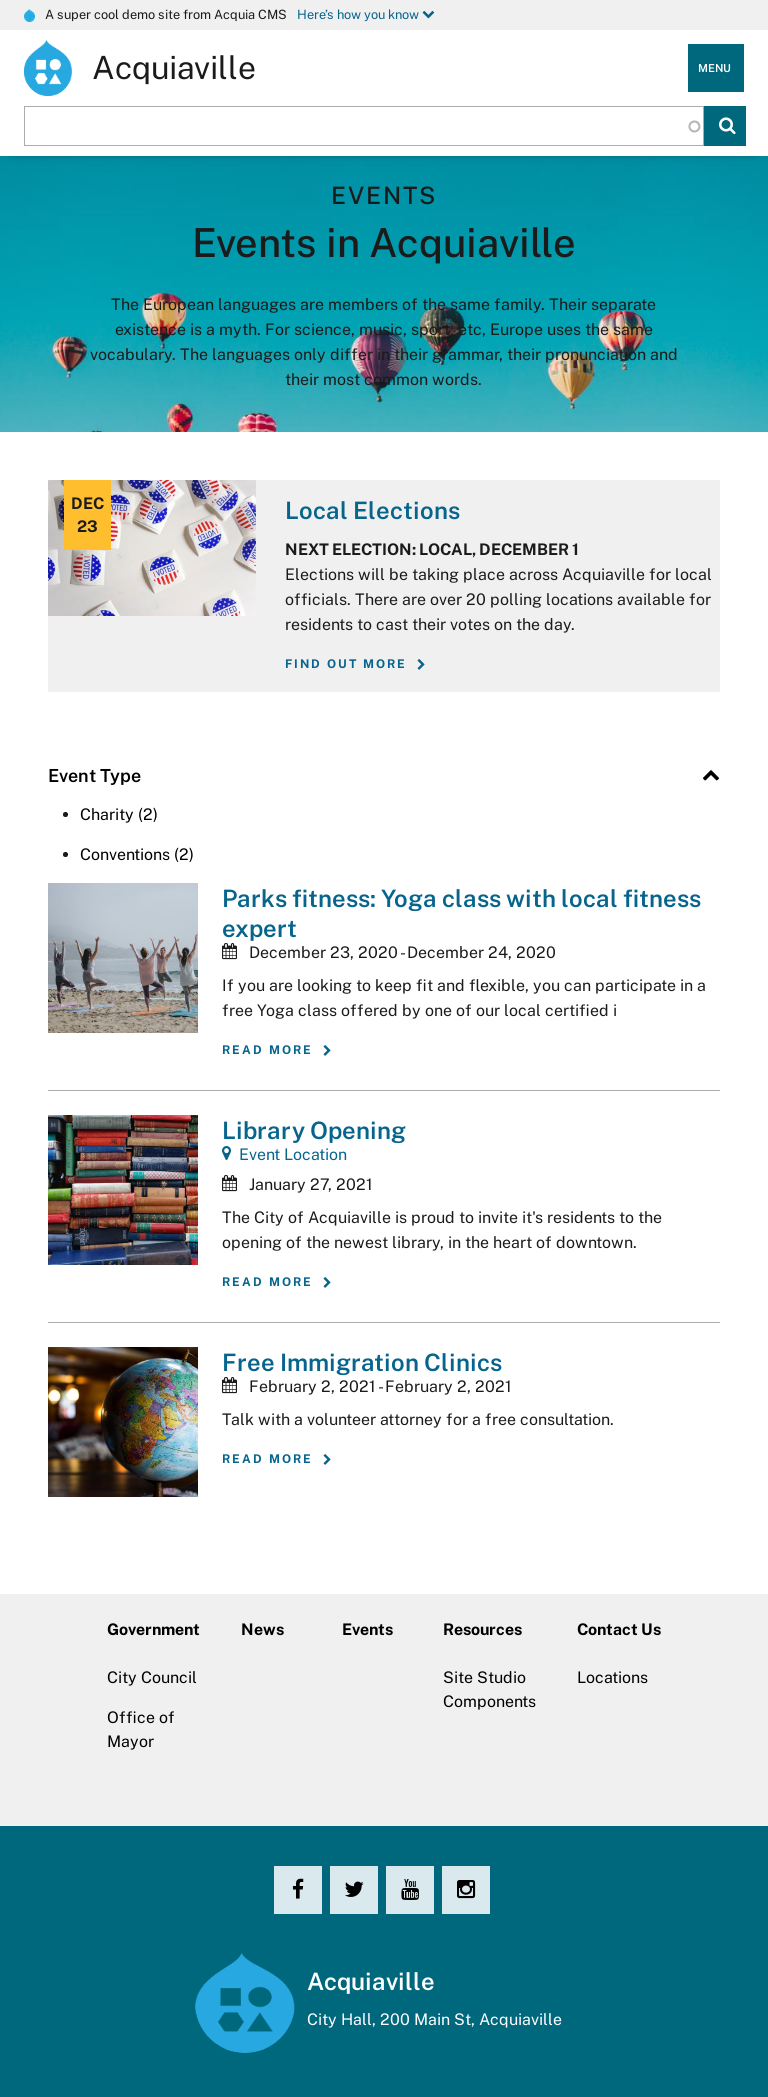 A super cool demo site from Acquia CMS Here's how you know
Acquiaville
MENU
EVENTS
Events in Acquiaville
The European languages are members of the same family. Their separate
existence is a myth. For science, music, sport, etc, Europe uses the same
vocabulary. The languages only differ in their grammar, their pronunciation and
their most common words.
DEC
23
VOTED
I VOTED
VOTED
I VOTED
VOTED
VOTED
VOTED
Local Elections
NEXT ELECTION: LOCAL, DECEMBER 1
Elections will be taking place across Acquiaville for local
officials. There are over 20 polling locations available for
residents to cast their votes on the day.
FIND OUT MORE
Event Type
• Charity (2)
• Conventions (2)
Parks fitness: Yoga class with local fitness
expert
December 23, 2020 - December 24, 2020
If you are looking to keep fit and flexible, you can participate in a
free Yoga class offered by one of our local certified i
READ MORE
Library Opening
Event Location
January 27, 2021
The City of Acquiaville is proud to invite it's residents to the
opening of the newest library, in the heart of downtown.
READ MORE
Free Immigration Clinics
February 2, 2021 - February 2, 2021
Talk with a volunteer attorney for a free consultation.
READ MORE
Government News Events Resources Contact Us
City Council Site Studio Locations
Components
Office of
Mayor
You
Tube
Acquiaville
City Hall, 200 Main St, Acquiaville